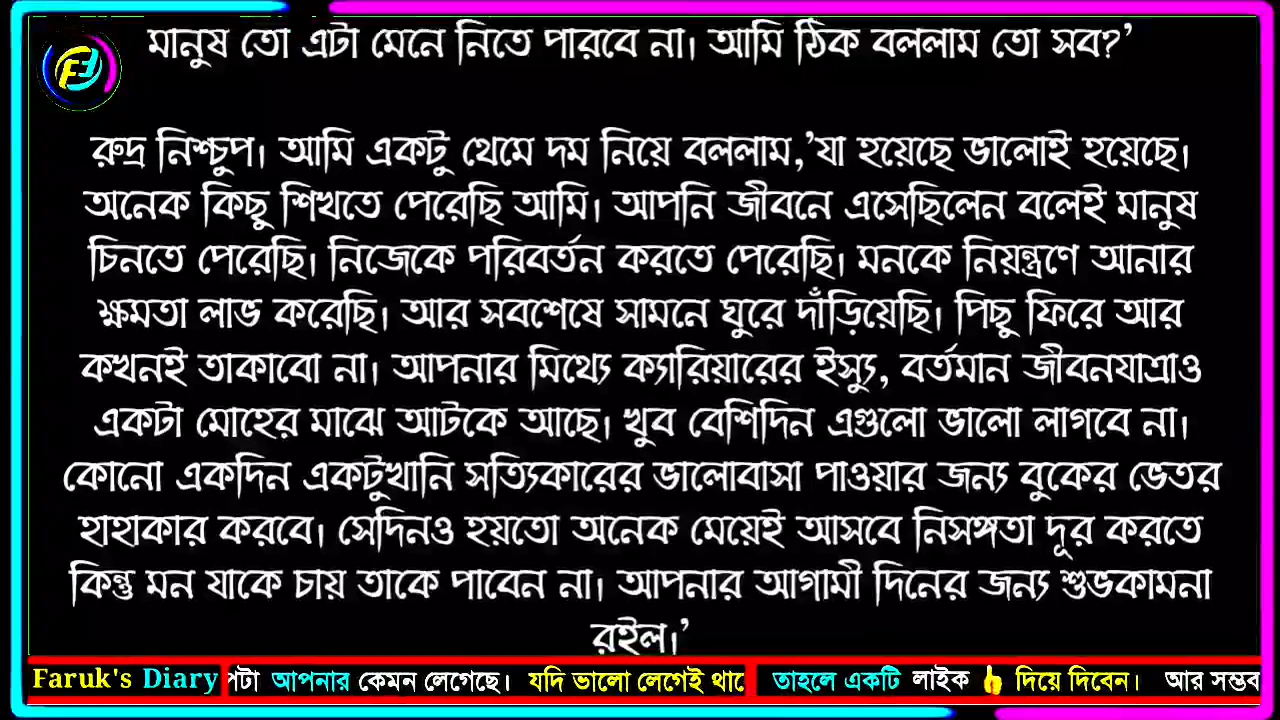 মানুষ তো এটা মেনে নিতে পারবে না। আমি ঠিক বললাম তো সব?’
রুদ্র নিশ্চুপ। আমি একটু থেমে দম নিয়ে বললাম,’যা হয়েছে ভালোই হয়েছে।
অনেক কিছু শিখতে পেরেছি আমি। আপনি জীবনে এসেছিলেন বলেই মানুষ
চিনতে পেরেছি। নিজেকে পরিবর্তন করতে পেরেছি। মনকে নিয়ন্ত্রণে আনার
ক্ষমতা লাভ করেছি। আর সবশেষে সামনে ঘুরে দাঁড়িয়েছি। পিছু ফিরে আর
কখনই তাকাবো না। আপনার মিথ্যে ক্যারিয়ারের ইস্যু, বর্তমান জীবনযাত্রাও
একটা মোহের মাঝে আটকে আছে। খুব বেশিদিন এগুলো ভালো লাগবে না।
কোনো একদিন একটুখানি সত্যিকারের ভালোবাসা পাওয়ার জন্য বুকের ভেতর
হাহাকার করবে। সেদিনও হয়তো অনেক মেয়েই আসবে নিসঙ্গতা দূর করতে
কিন্তু মন যাকে চায় তাকে পাবেন না। আপনার আগামী দিনের জন্য শুভকামনা
রইল।’
Faruk's Diary পটা আপনার কেমন লেগেছে। যদি ভালো লেগেই থাকে তাহলে একটি লাইক 👍 দিয়ে দিবেন। আর সম্ভব